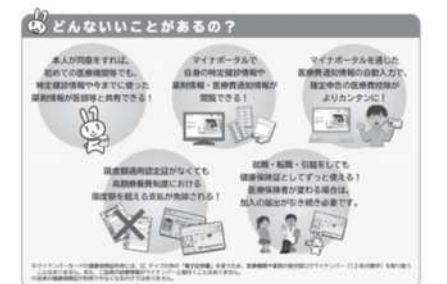 どんないいことがあるの？
本人が同意をすれば、
初めての医療機関等でも、
特定健診情報や今までに使った
薬剤情報が医師等と共有できる！
マイナポータルで
自身の特定健診情報や
薬剤情報・医療費通知情報が
閲覧できる！
マイナポータルを通じた
医療費通知情報の自動入力で、
確定申告の医療費控除が
よりカンタンに！
限度額適用認定証がなくても
高額療養費制度における
限度額を超える支払が免除される！
就職・転職・引越をしても
健康保険証としてずっと使える！
医療保険者が変わる場合は、
加入の届出が引き続き必要です。